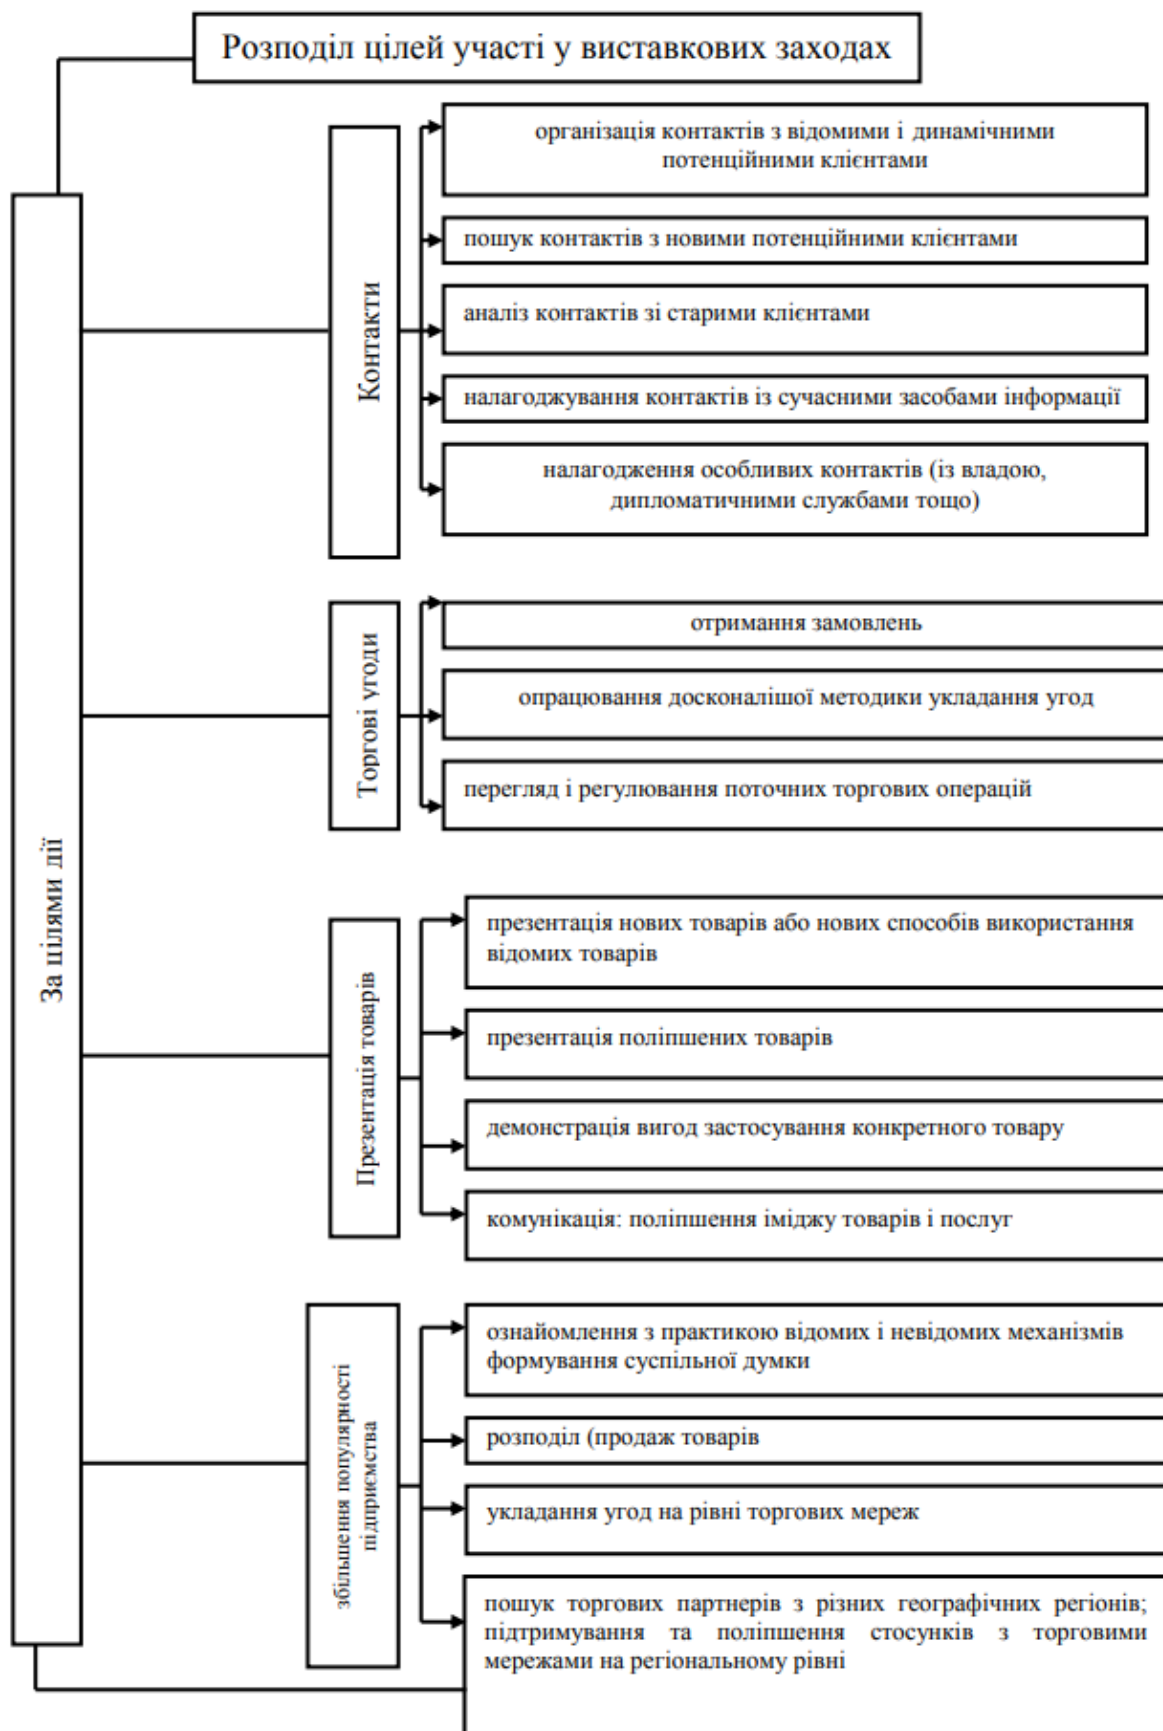 Розподіл цілей участі у виставкових заходах
За цілями дії
Контакти
організація контактів з відомими і динамічними
потенційними клієнтами
пошук контактів з новими потенційними клієнтами
аналіз контактів зі старими клієнтами
налагоджування контактів із сучасними засобами інформації
налагодження особливих контактів (із владою,
дипломатичними службами тощо)
Торгові угоди
отримання замовлень
опрацювання досконалішої методики укладання угод
перегляд і регулювання поточних торгових операцій
Презентація товарів
презентація нових товарів або нових способів використання
відомих товарів
презентація поліпшених товарів
демонстрація вигод застосування конкретного товару
комунікація: поліпшення іміджу товарів і послуг
збільшення популярності
підприємства
ознайомлення з практикою відомих і невідомих механізмів
формування суспільної думки
розподіл (продаж товарів
укладання угод на рівні торгових мереж
пошук торгових партнерів з різних географічних регіонів;
підтримування та поліпшення стосунків з торговими
мережами на регіональному рівні